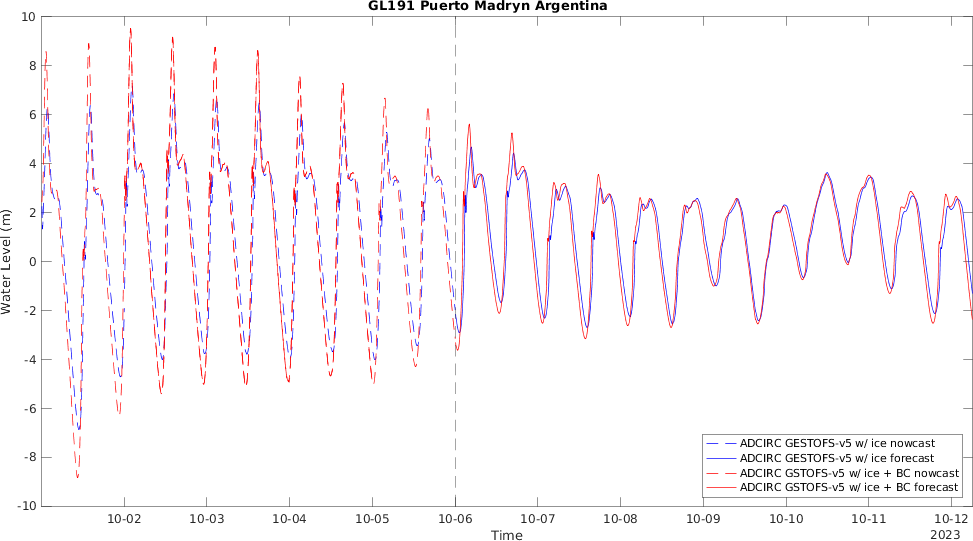 GL191 Puerto Madryn Argentina
10
8
6
4
2
0
-2
-4
-6
-8
-10
Water Level (m)
10-02 10-03 10-04 10-05 10-06 10-07 10-08 10-09 10-10 10-11 10-12
Time
2023
ADCIRC GESTOFS-v5 w/ ice nowcast
ADCIRC GESTOFS-v5 w/ ice forecast
ADCIRC GSTOFS-v5 w/ ice + BC nowcast
ADCIRC GSTOFS-v5 w/ ice + BC forecast